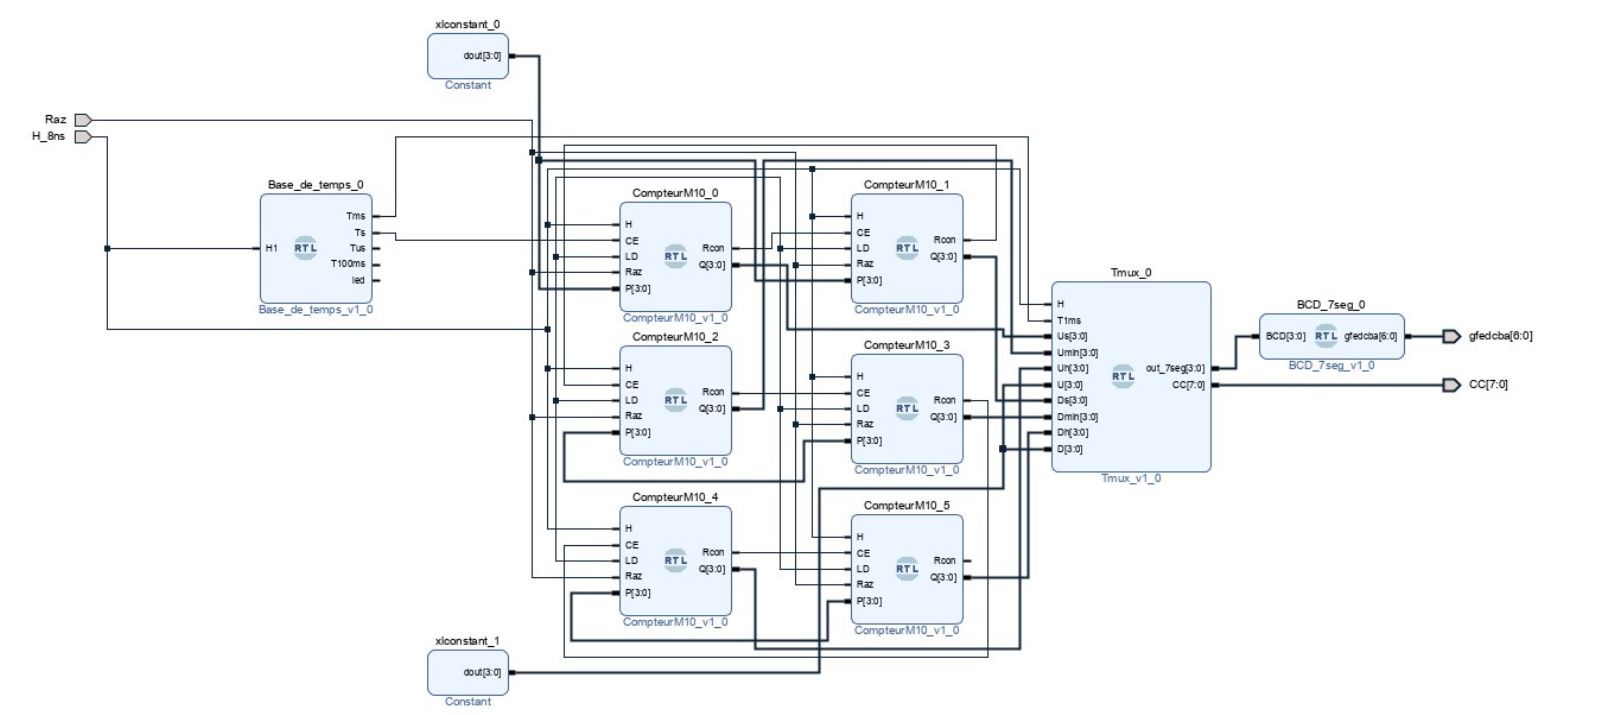 xlconstant_0
dout[3:0]
Constant
Raz
H_8ns
Base_de_temps_0
H1
RTL
Tms
Ts
Tus
T100ms
led
Base_de_temps_v1_0
CompteurM10_0
H
CE
LD
Raz
P[3:0]
RTL
Rcon
Q[3:0]
CompteurM10_v1_0
CompteurM10_1
H
CE
LD
Raz
P[3:0]
RTL
Rcon
Q[3:0]
CompteurM10_v1_0
CompteurM10_2
H
CE
LD
Raz
P[3:0]
RTL
Rcon
Q[3:0]
CompteurM10_v1_0
CompteurM10_3
H
CE
LD
Raz
P[3:0]
RTL
Rcon
Q[3:0]
CompteurM10_v1_0
CompteurM10_4
H
CE
LD
Raz
P[3:0]
RTL
Rcon
Q[3:0]
CompteurM10_v1_0
CompteurM10_5
H
CE
LD
Raz
P[3:0]
RTL
Rcon
Q[3:0]
CompteurM10_v1_0
Tmux_0
H
T1ms
Us[3:0]
Umin[3:0]
Uh[3:0]
U[3:0]
Ds[3:0]
Dmin[3:0]
Dh[3:0]
D[3:0]
RTL
out_7seg[3:0]
CC[7:0]
Tmux_v1_0
BCD_7seg_0
BCD[3:0]
RTL
gfedcba[6:0]
BCD_7seg_v1_0
gfedcba[6:0]
CC[7:0]
xlconstant_1
dout[3:0]
Constant